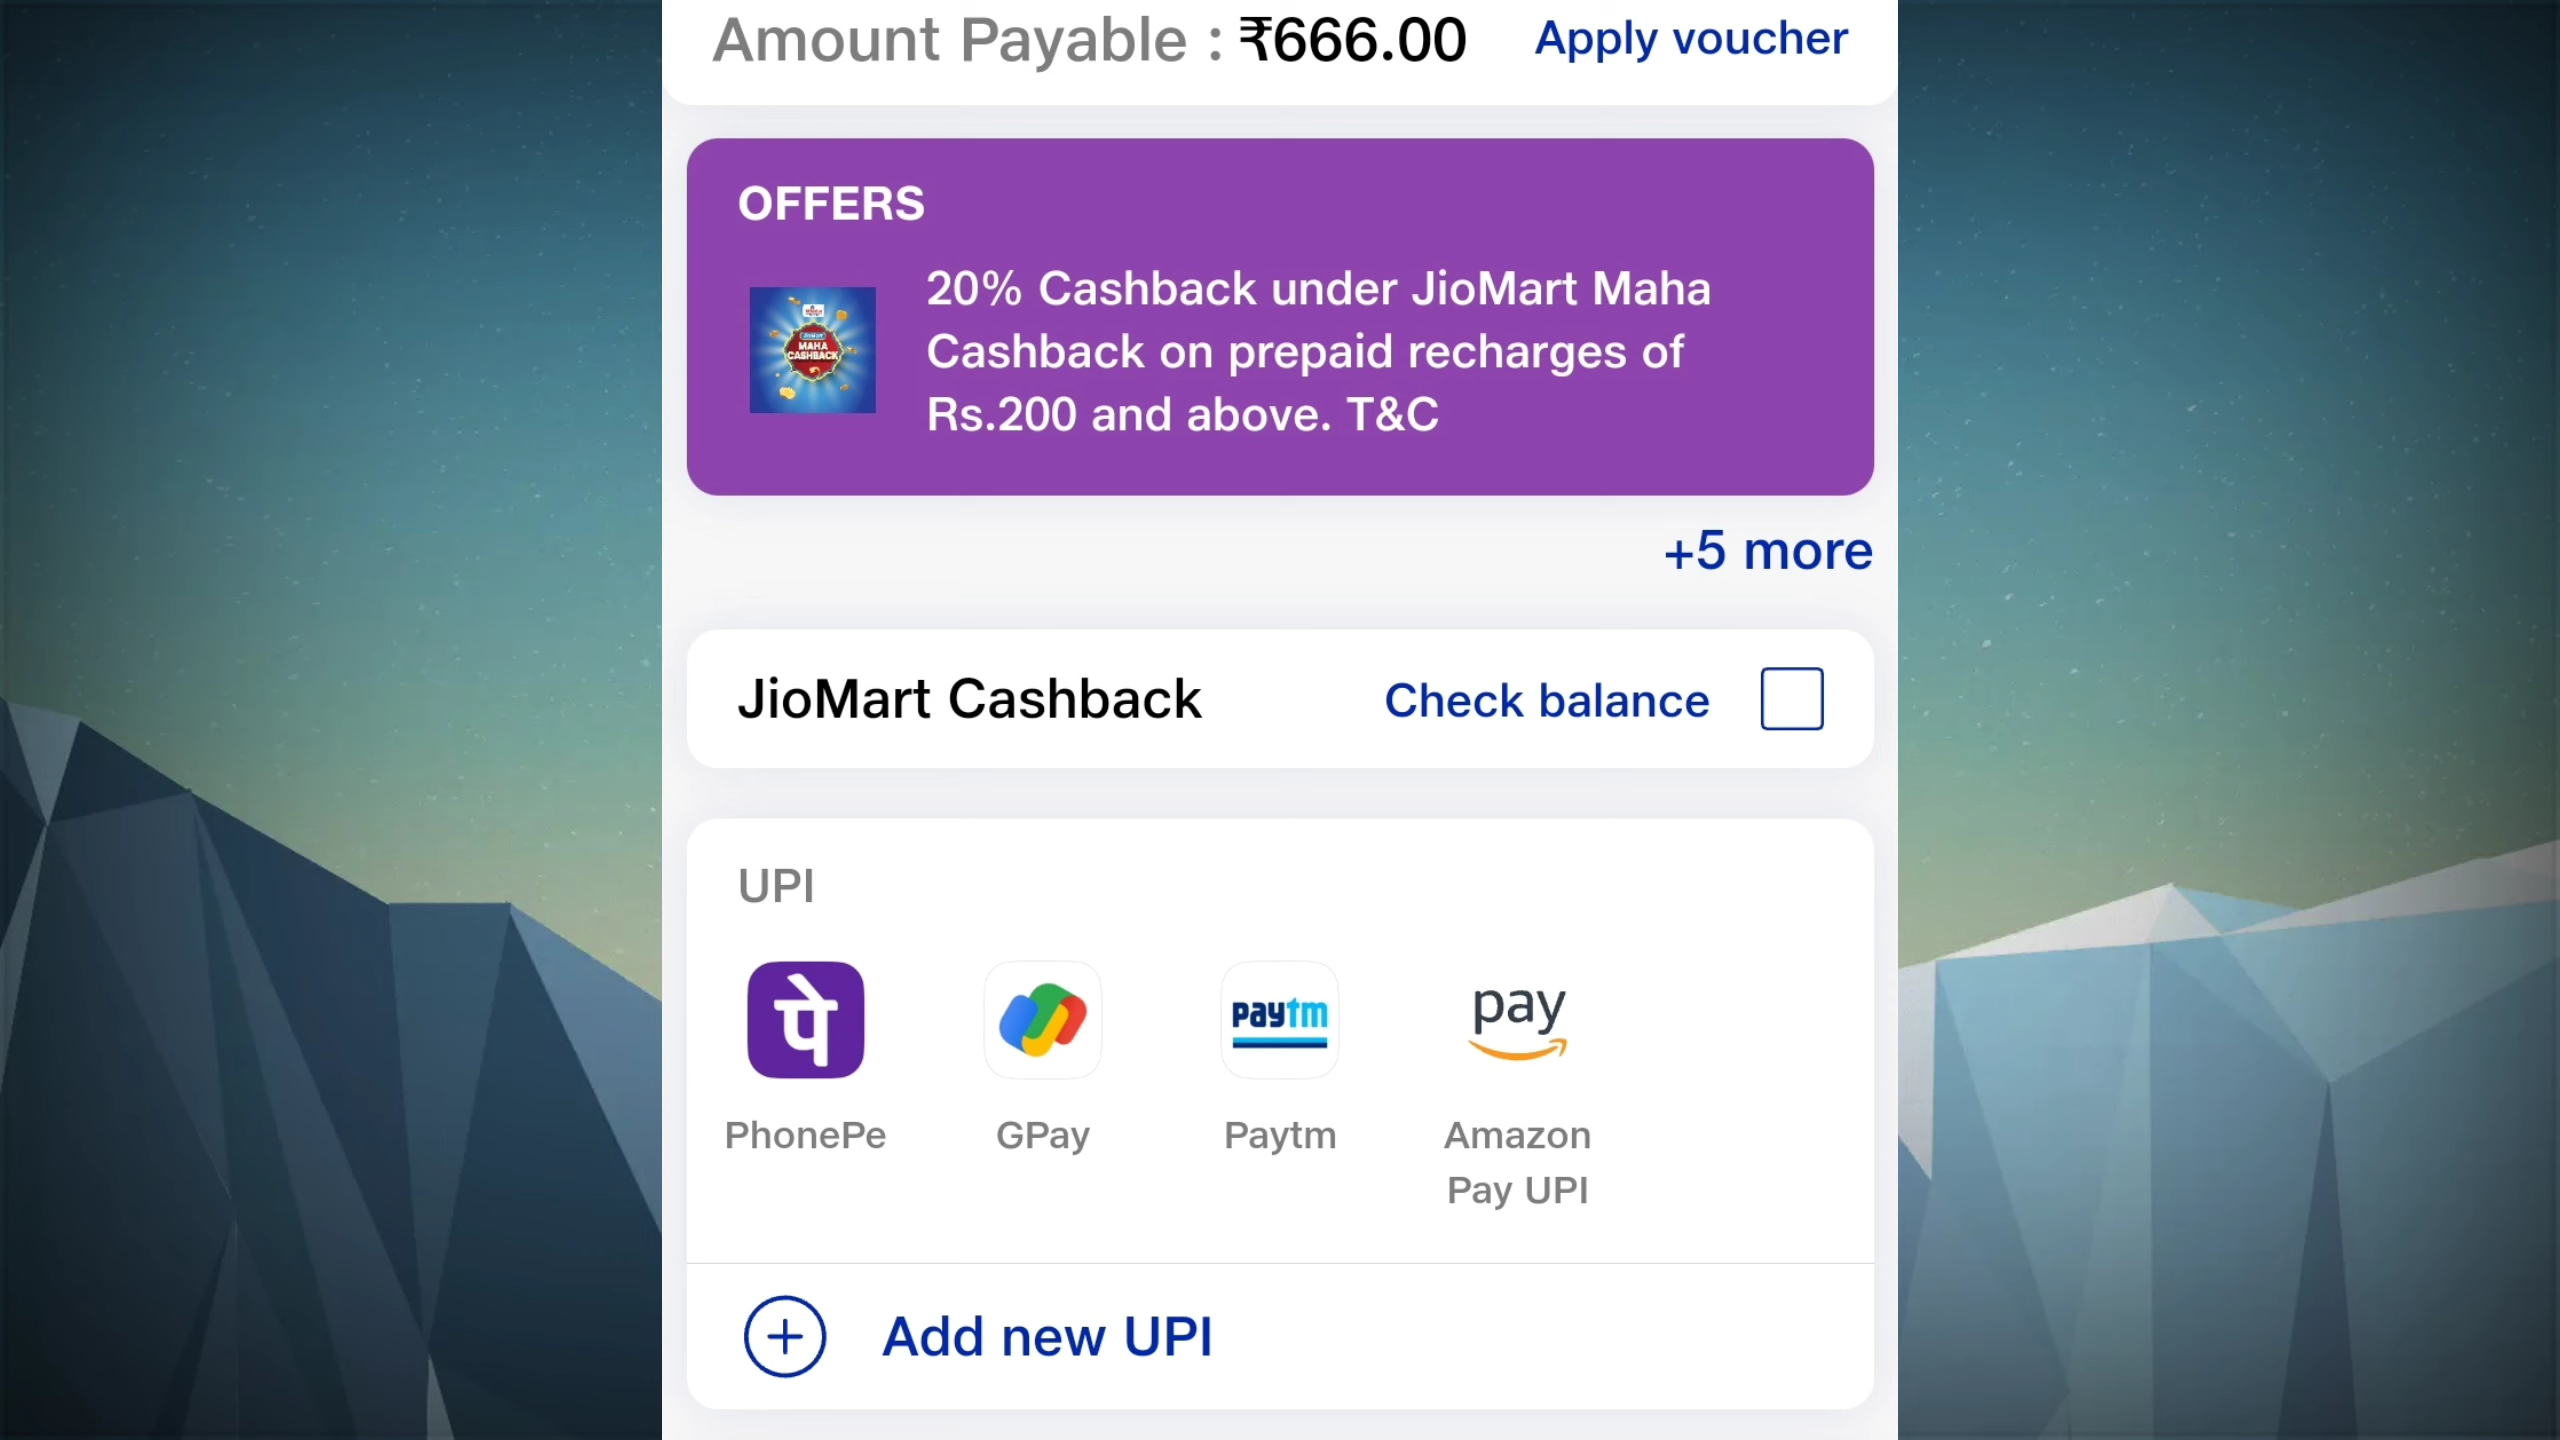 Amount Payable : ₹666.00 Apply voucher
OFFERS
MAHA
CASHBACK
20% Cashback under JioMart Maha
Cashback on prepaid recharges of
Rs.200 and above. T&C
+5 more
JioMart Cashback Check balance
UPI
पे
paytm
pay
PhonePe GPay Paytm Amazon
Pay UPI
Add new UPI